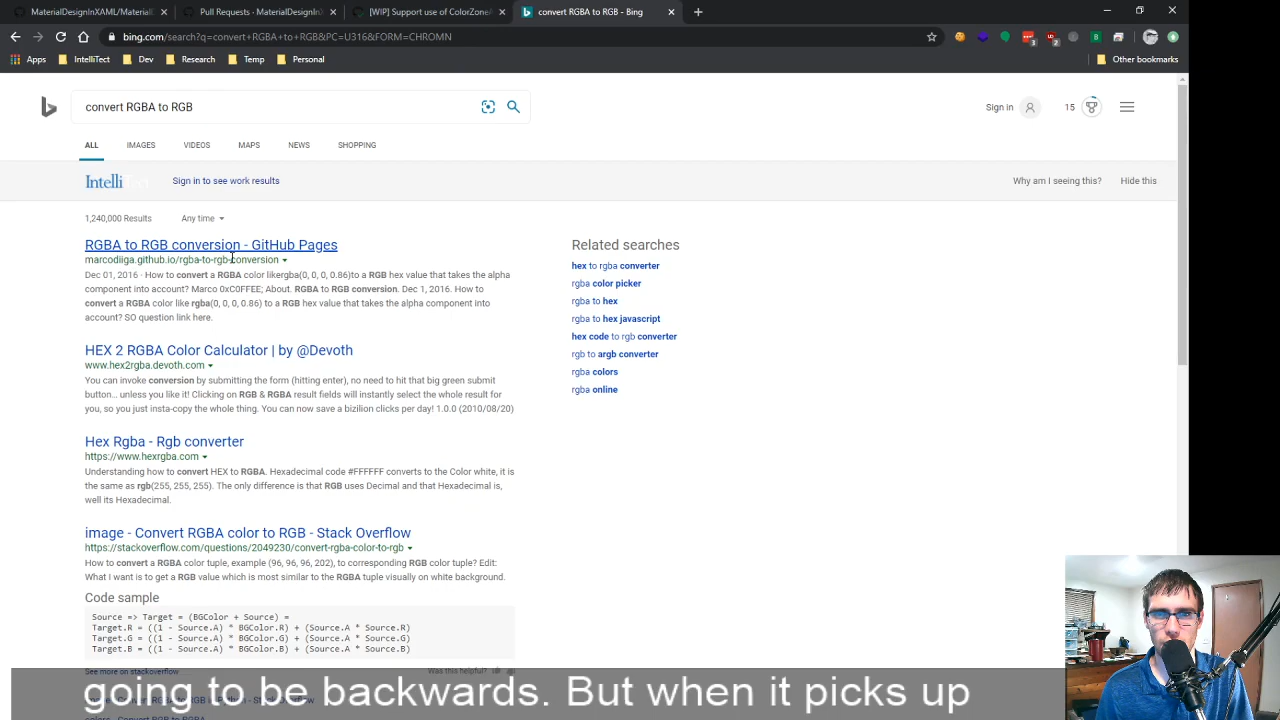 MaterialDesignInXAML/Material
Pull Requests · MaterialDesignIn
[WIP] Support of ColorZone
convert RGBA to RGB - Bing
bing.com/search?q=convert+RGBA+to+RGB&PC=U316&FORM=CHROMN
Apps IntelliTect Dev Research Temp Personal Other bookmarks
convert RGBA to RGB
Sign in 15
ALL IMAGES VIDEOS MAPS NEWS SHOPPING
IntelliTect Sign in to see work results Why am I seeing this? Hide this
1,240,000 Results Any time
RGBA to RGB conversion - GitHub Pages
marcodiiga.github.io/rgba-to-rgb-conversion
Dec 01, 2016 · How to convert a RGBA color likergba(0, 0, 0, 0.86)to a RGB hex value that takes the alpha
component into account? Marco 0xC0FFEE; About. RGBA to RGB conversion. Dec 1, 2016. How to
convert a RGBA color like rgba(0, 0, 0, 0.86) to a RGB hex value that takes the alpha component into
account? SO question link here.
HEX 2 RGBA Color Calculator | by @Devoth
www.hex2rgba.devoth.com
You can invoke conversion by submitting the form (hitting enter), no need to hit that big green submit
button… unless you like it! Clicking on RGB & RGBA result fields will instantly select the whole result for
you, so you just insta-copy the whole thing. You can now save a bizilion clicks per day! 1.0.0 (2010/08/20)
Hex Rgba - Rgb converter
https://www.hexrgba.com
Understanding how to convert HEX to RGBA. Hexadecimal code #FFFFFF converts to the Color white, it is
the same as rgb(255, 255, 255). The only difference is that RGB uses Decimal and that Hexadecimal is,
well its Hexadecimal.
image - Convert RGBA color to RGB - Stack Overflow
https://stackoverflow.com/questions/2049230/convert-rgba-color-to-rgb
How to convert a RGBA color tuple, example (96, 96, 96, 202), to corresponding RGB color tuple? Edit:
What I want is to get a RGB value which is most similar to the RGBA tuple visually on white background.
Code sample
Source => Target = (BGColor + Source) =
Target.R = ((1 - Source.A) * BGColor.R) + (Source.A * Source.R)
Target.G = ((1 - Source.A) * BGColor.G) + (Source.A * Source.G)
Target.B = ((1 - Source.A) * BGColor.B) + (Source.A * Source.B)
See more on stackoverflow
Was this helpful?
Related searches
hex to rgba converter
rgba color picker
rgba to hex
rgba to hex javascript
hex code to rgb converter
rgb to argb converter
rgba colors
rgba online
going to be backwards. But when it picks up